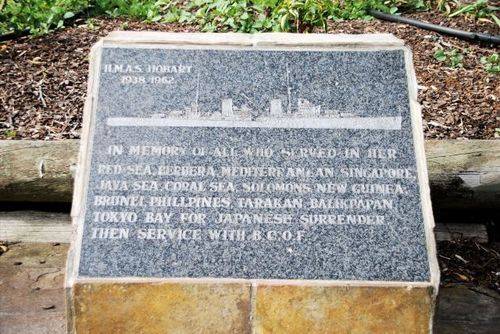 H.M.A.S. HOBART
1938-1962
IN MEMORY OF ALL WHO SERVED IN HER
RED SEA, BERBERA, MEDITERRANEAN, SINGAPORE,
JAVA SEA, CORAL SEA, SOLOMONS, NEW GUINEA,
BRUNEI, PHILLPINES, TARAKAN, BALIKPAPAN,
TOKYO BAY FOR JAPANESE SURRENDER
THEN SERVICE WITH B.C.O.F.